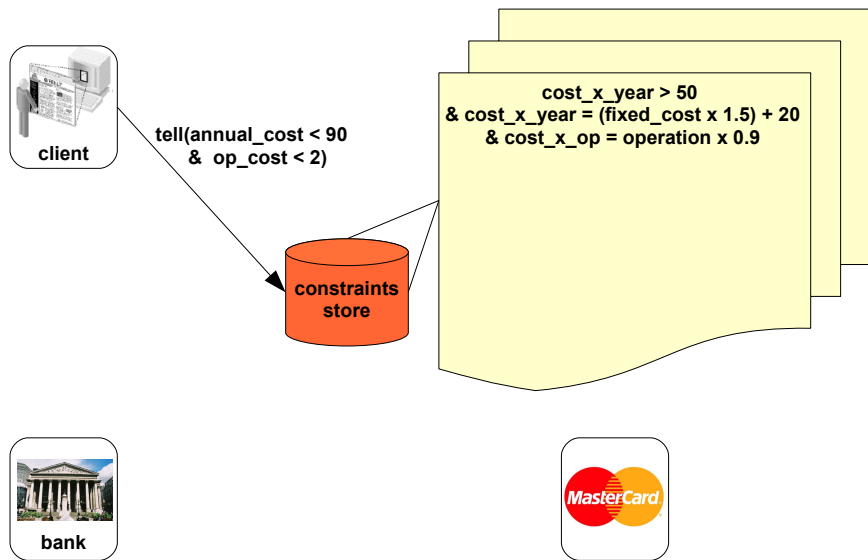 cost_x_year > 50
& cost_x_year = (fixed_cost x 1.5) + 20
& cost_x_op = operation x 0.9
client
tell(annual_cost < 90
& op_cost < 2)
constraints
store
bank
MasterCard